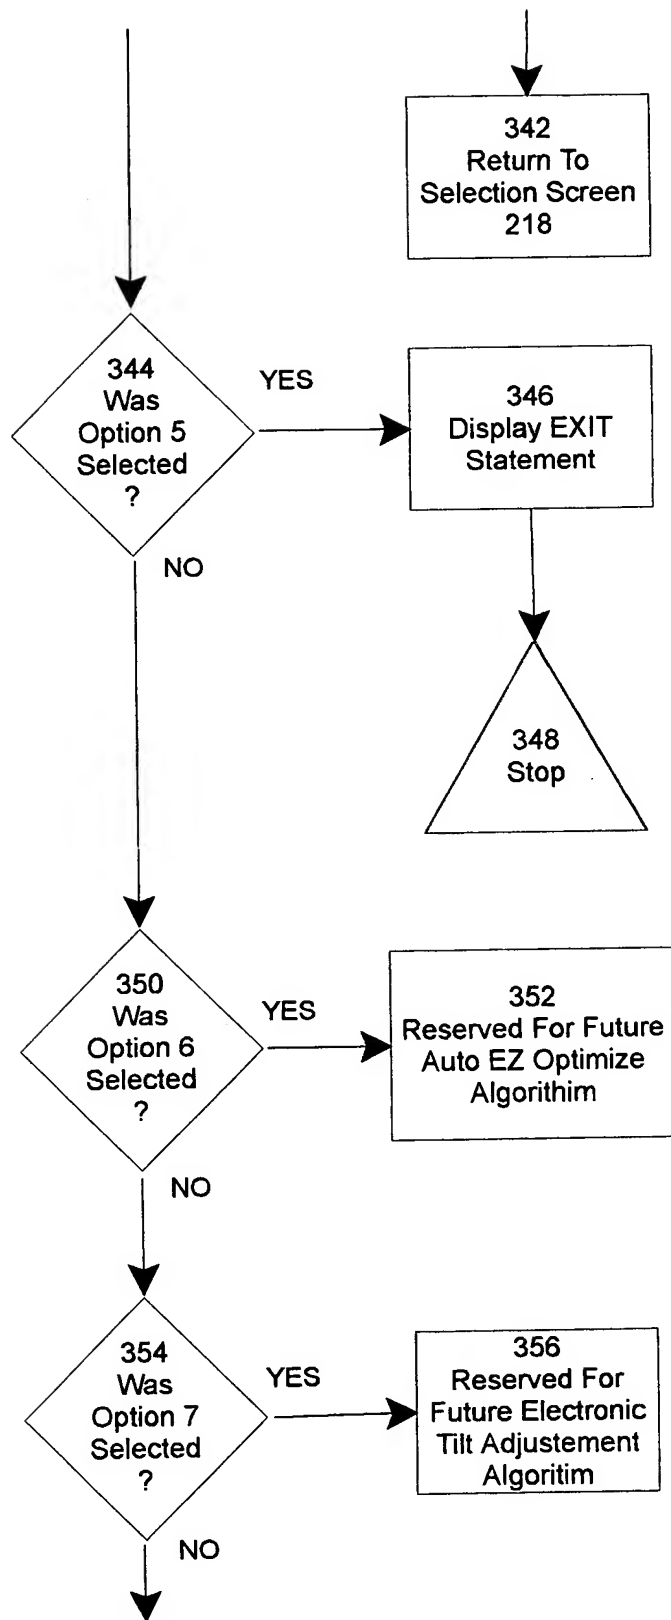 342
Return To
Selection Screen
218
344
Was
Option 5
Selected
?
YES
346
Display EXIT
Statement
NO
348
Stop
350
Was
Option 6
Selected
?
YES
352
Reserved For Future
Auto EZ Optimize
Algorithim
NO
354
Was
Option 7
Selected
?
YES
356
Reserved For
Future Electronic
Tilt Adjustement
Algoritim
NO